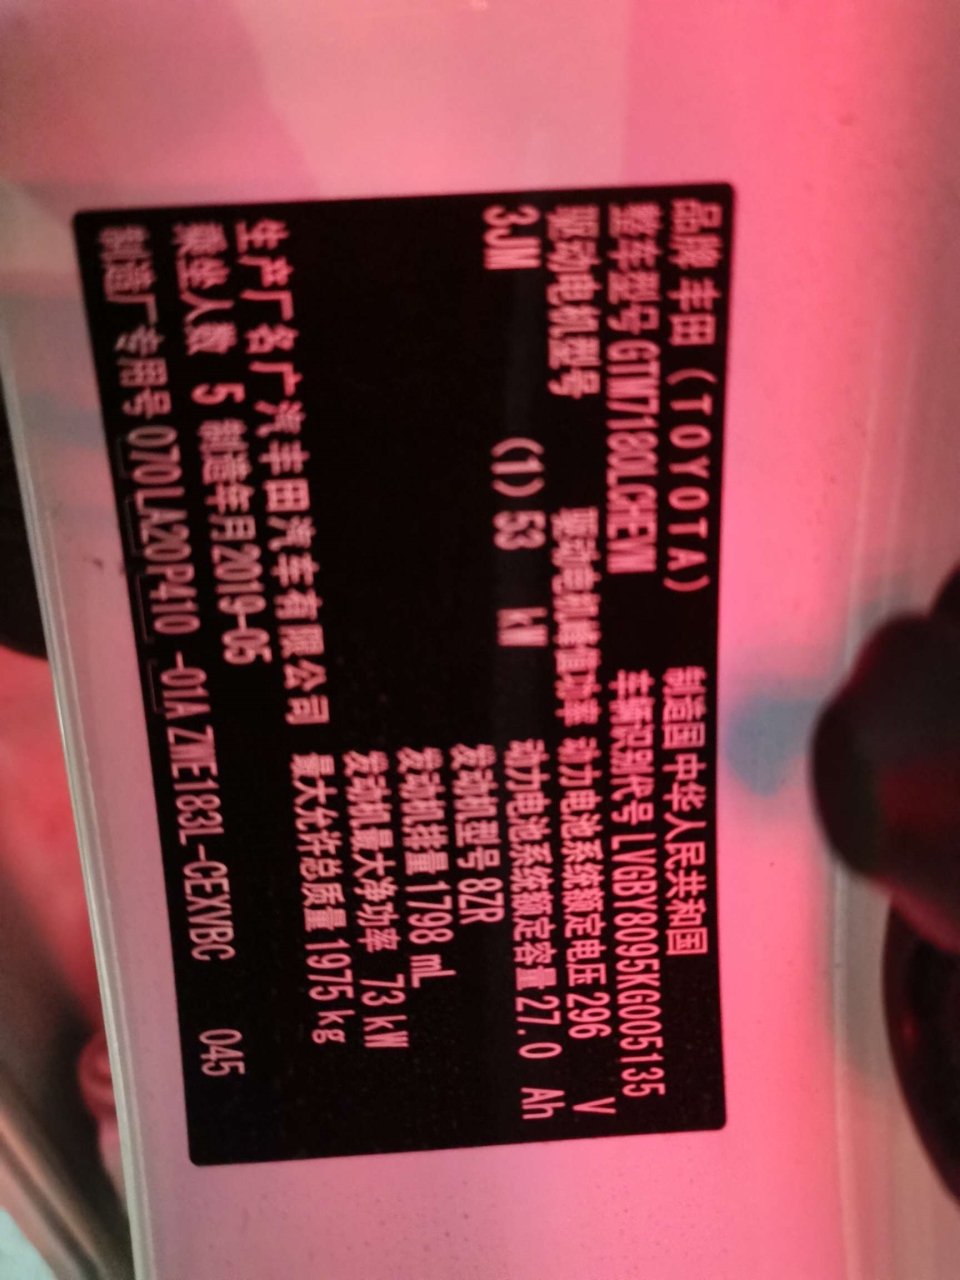 品牌 丰田（TOYOTA） 制造国 中华人民共和国
整车型号 GTM7180LCHEVM 车辆识别代号 LVGBY8095KG005135
驱动电机型号 驱动电机峰值功率 动力电池系统额定电压 296 V
3JM (1) 53 kW 动力电池系统额定容量 27.0 Ah
发动机型号 8ZR
发动机排量 1798 mL
发动机最大净功率 73 kW
生产厂名 广汽丰田汽车有限公司 最大允许总质量 1975 kg
乘坐人数 5 制造年月 2019-05
制造厂专用号 070LA20P410 -01A ZWE183L-CEXVBC 045